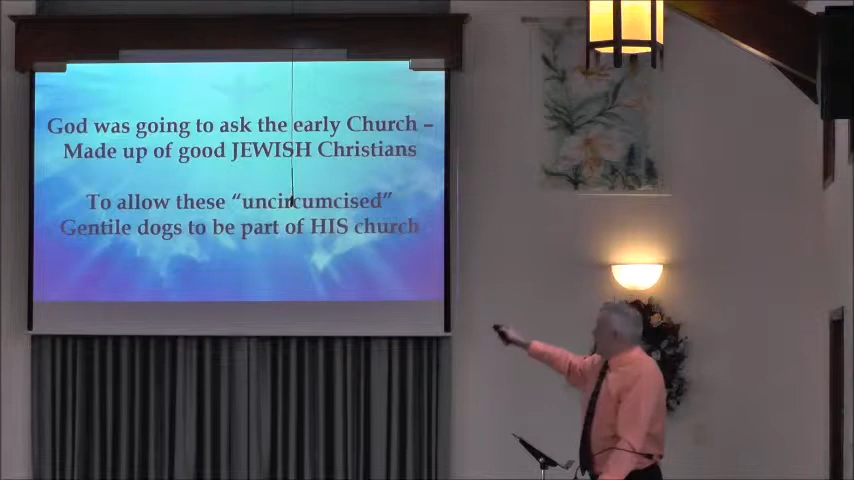 God was going to ask the early Church –
Made up of good JEWISH Christians
To allow these “uncircumcised”
Gentile dogs to be part of HIS church